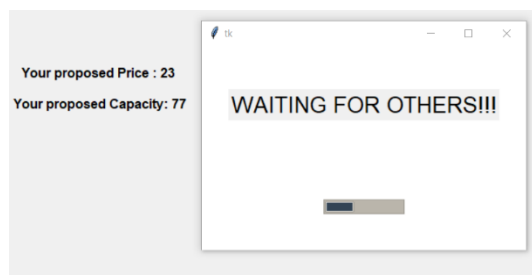 tk
Your proposed Price : 23
Your proposed Capacity: 77
WAITING FOR OTHERS!!!